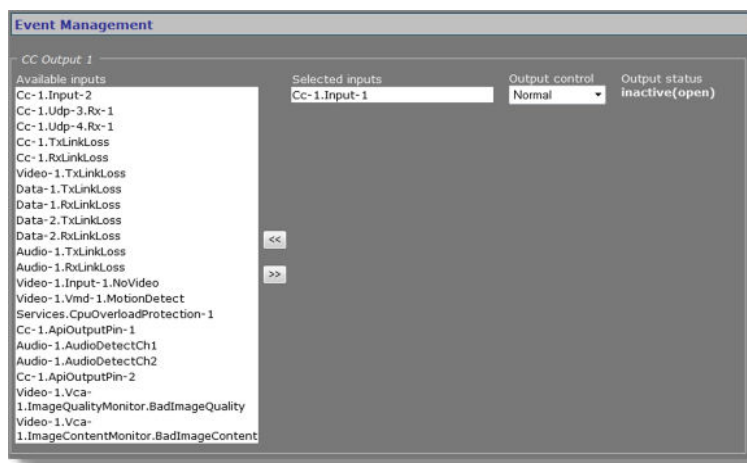 Event Management
CC Output 1
Available inputs
Cc-1.Input-2
Cc-1.Udp-3.Rx-1
Cc-1.Udp-4.Rx-1
Cc-1.TxLinkLoss
Cc-1.RxLinkLoss
Video-1.TxLinkLoss
Data-1.TxLinkLoss
Data-1.RxLinkLoss
Data-2.TxLinkLoss
Data-2.RxLinkLoss
Audio-1.TxLinkLoss
Audio-1.RxLinkLoss
Video-1.Input-1.NoVideo
Video-1.Vmd-1.MotionDetect
Services.CpuOverloadProtection-1
Cc-1.ApiOutputPin-1
Audio-1.AudioDetectCh1
Audio-1.AudioDetectCh2
Cc-1.ApiOutputPin-2
Video-1.Vca-
1.ImageQualityMonitor.BadImageQuality
Video-1.Vca-
1.ImageContentMonitor.BadImageContent
<<
>>
Selected inputs
Cc-1.Input-1
Output control
Normal
Output status
inactive(open)